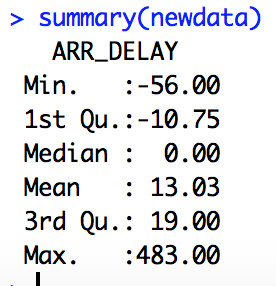 > summary(newdata)
   ARR_DELAY
 Min.   :-56.00
 1st Qu.:-10.75
 Median :  0.00
 Mean   : 13.03
 3rd Qu.: 19.00
 Max.   :483.00
>